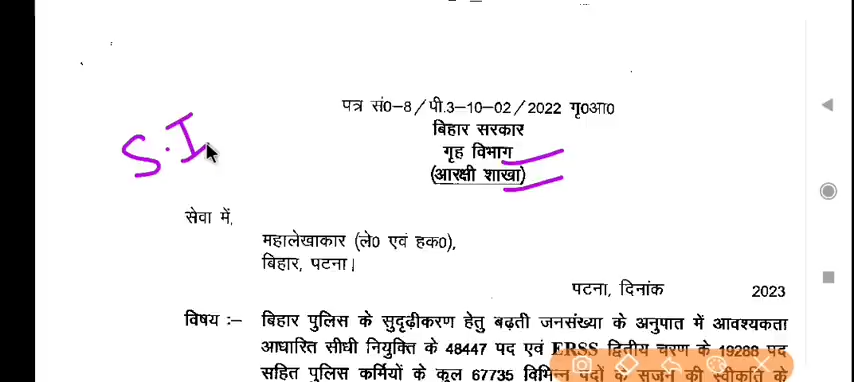 पत्र सं0-8/पी.3-10-02/2022 गृ0आ0
बिहार सरकार
गृह विभाग
(आरक्षी शाखा)
S.I
सेवा में,
महालेखाकार (ले0 एवं हक0),
बिहार, पटना।
पटना, दिनांक 2023
विषय :- बिहार पुलिस के सुदृढ़ीकरण हेतु बढ़ती जनसंख्या के अनुपात में आवश्यकता
आधारित सीधी नियुक्ति के 48447 पद एवं ERSS द्वितीय चरण के 19288 पद
सहित पुलिस कर्मियों के कुल 67735 विभिन्न पदों के सृजन की स्वीकृति के